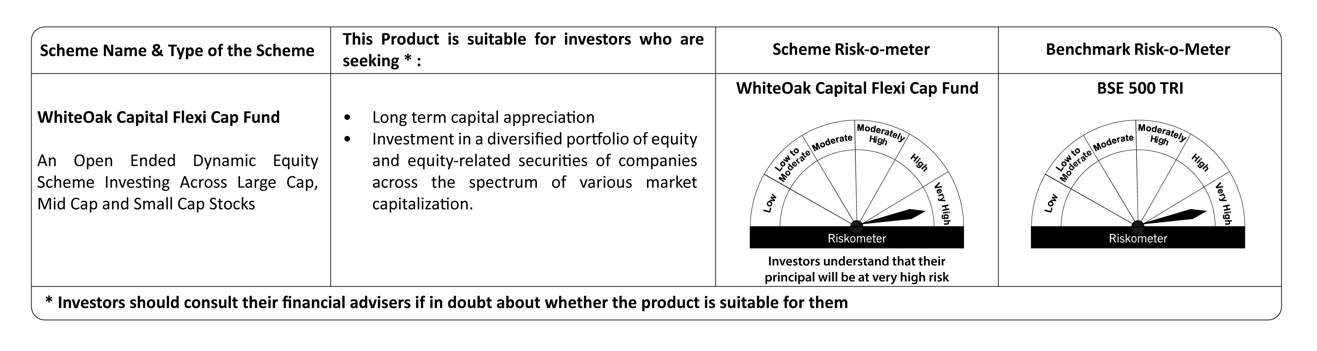 Scheme Name & Type of the Scheme
This Product is suitable for investors who are
seeking * :
Scheme Risk-o-meter
Benchmark Risk-o-Meter
WhiteOak Capital Flexi Cap Fund
An Open Ended Dynamic Equity
Scheme Investing Across Large Cap,
Mid Cap and Small Cap Stocks
• Long term capital appreciation
• Investment in a diversified portfolio of equity
and equity-related securities of companies
across the spectrum of various market
capitalization.
WhiteOak Capital Flexi Cap Fund
Low
Low to
Moderate
Moderate
Moderately
High
High
Very High
Riskometer
Investors understand that their
principal will be at very high risk
BSE 500 TRI
Low
Low to
Moderate
Moderate
Moderately
High
High
Very High
Riskometer
* Investors should consult their financial advisers if in doubt about whether the product is suitable for them